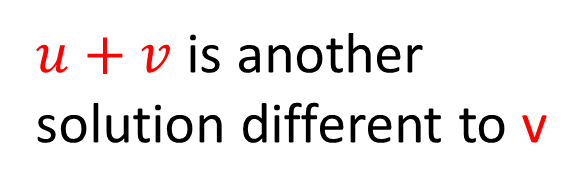 u + v is another
solution different to v